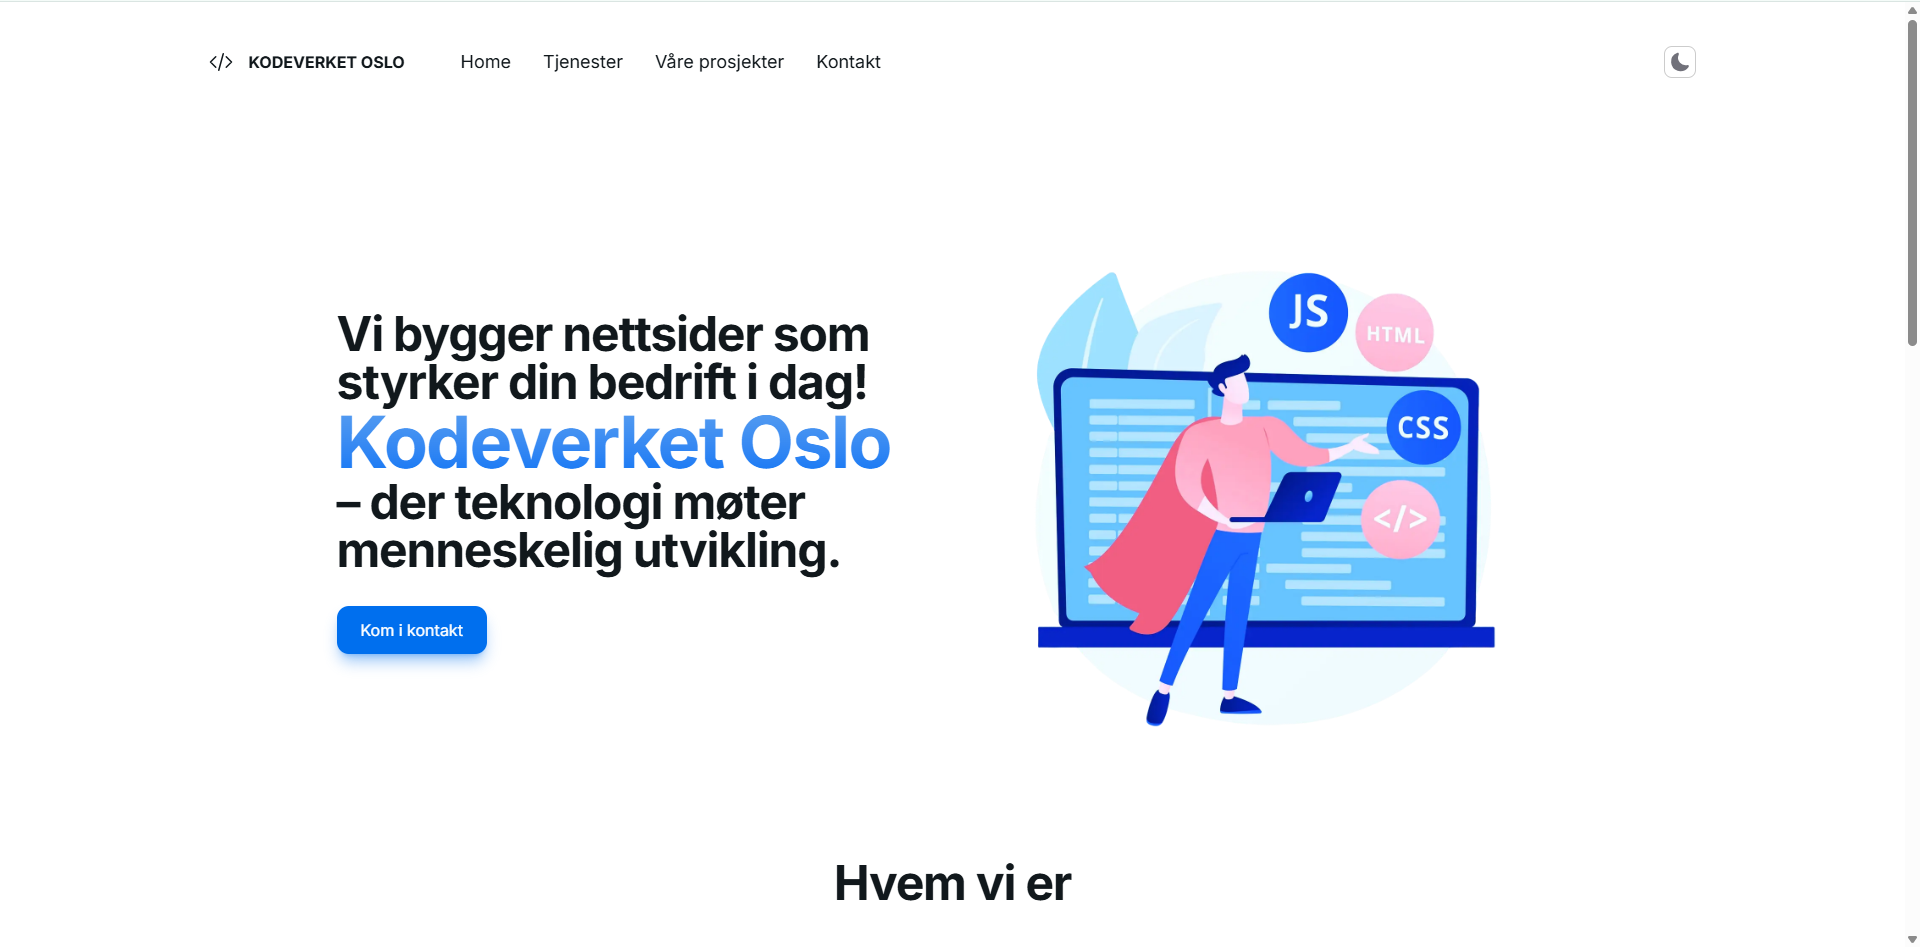 </> KODEVERKET OSLO Home Tjenester Våre prosjekter Kontakt
Vi bygger nettsider som
styrker din bedrift i dag!
Kodeverket Oslo
– der teknologi møter
menneskelig utvikling.
Kom i kontakt
JS
HTML
CSS
</>
Hvem vi er